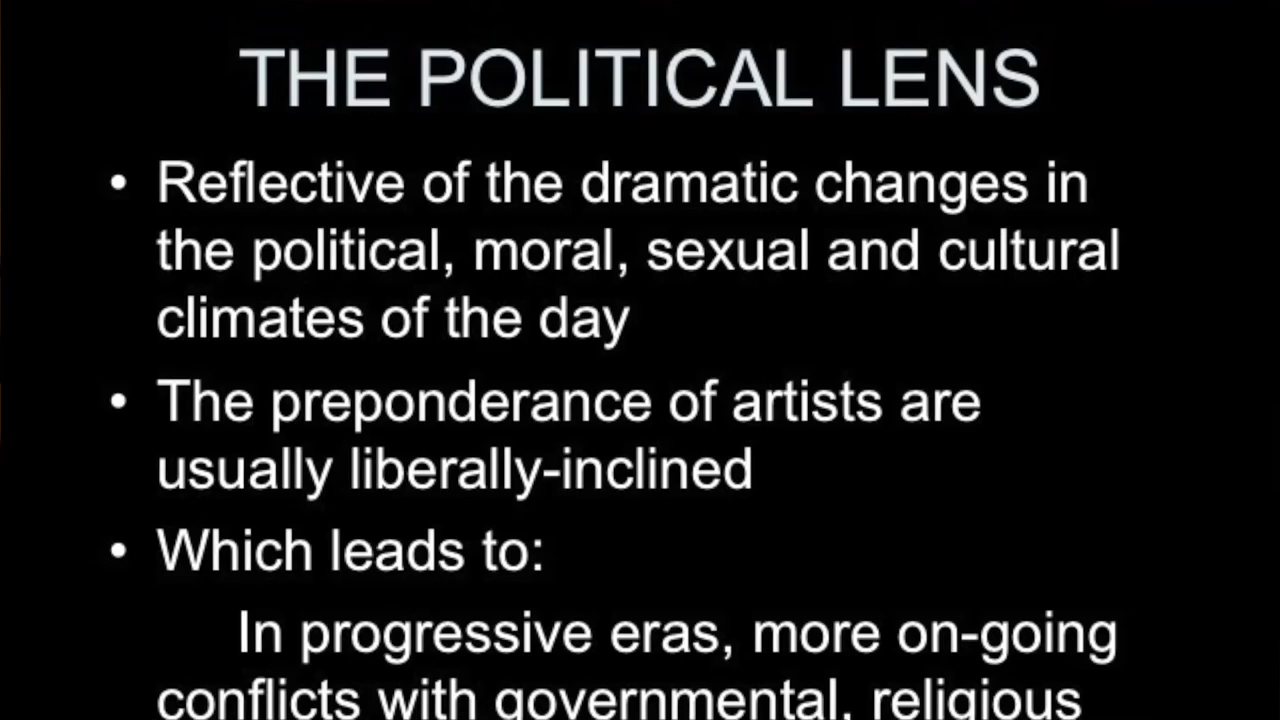 THE POLITICAL LENS
• Reflective of the dramatic changes in
the political, moral, sexual and cultural
climates of the day
• The preponderance of artists are
usually liberally-inclined
• Which leads to:
In progressive eras, more on-going
conflicts with governmental, religious